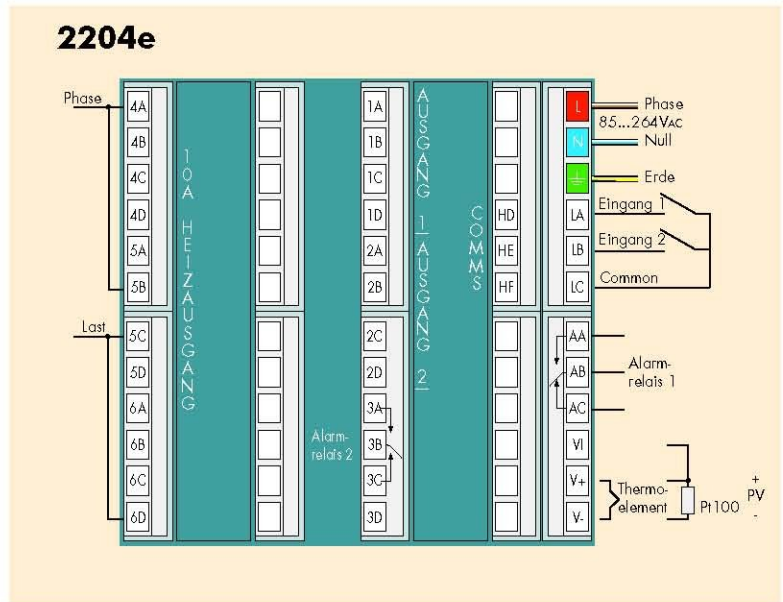 2204e
Phase
4A
4B
4C
4D
5A
5B
Last
5C
5D
6A
6B
6C
6D
10A HEIZAUSGANG
1A
1B
1C
1D
2A
2B
2C
2D
3A
3B
3C
3D
Alarm-
relais 2
AUSGANG 1
AUSGANG 2
COMMS
HD
HE
HF
L
N
LA
LB
LC
AA
AB
AC
VI
V+
V-
Phase
85...264VAC
Null
Erde
Eingang 1
Eingang 2
Common
Alarm-
relais 1
Thermo-
element
Pt100
+
PV
-